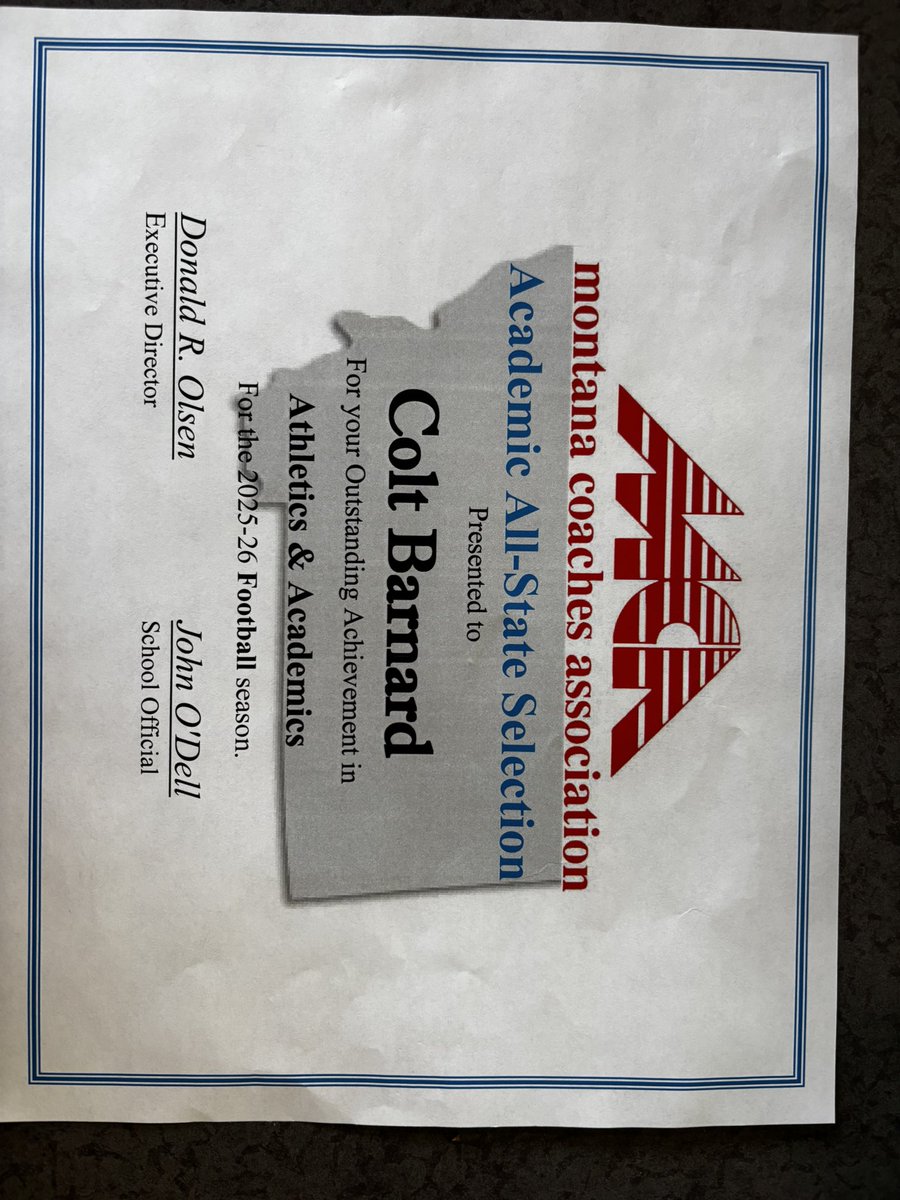 MCA
montana coaches association
Academic All-State Selection
Presented to
Colt Barnard
For your Outstanding Achievement in
Athletics & Academics
For the 2025-26 Football season.
Donald R. Olsen
Executive Director
John O'Dell
School Official